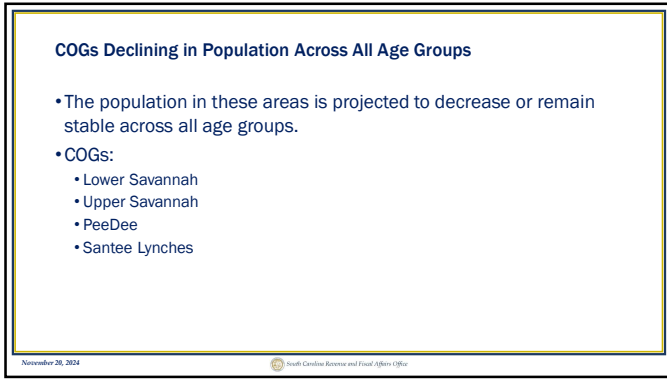 COGs Declining in Population Across All Age Groups
•The population in these areas is projected to decrease or remain
stable across all age groups.
•COGs:
• Lower Savannah
• Upper Savannah
• PeeDee
• Santee Lynches
November 20, 2024
South Carolina Revenue and Fiscal Affairs Office